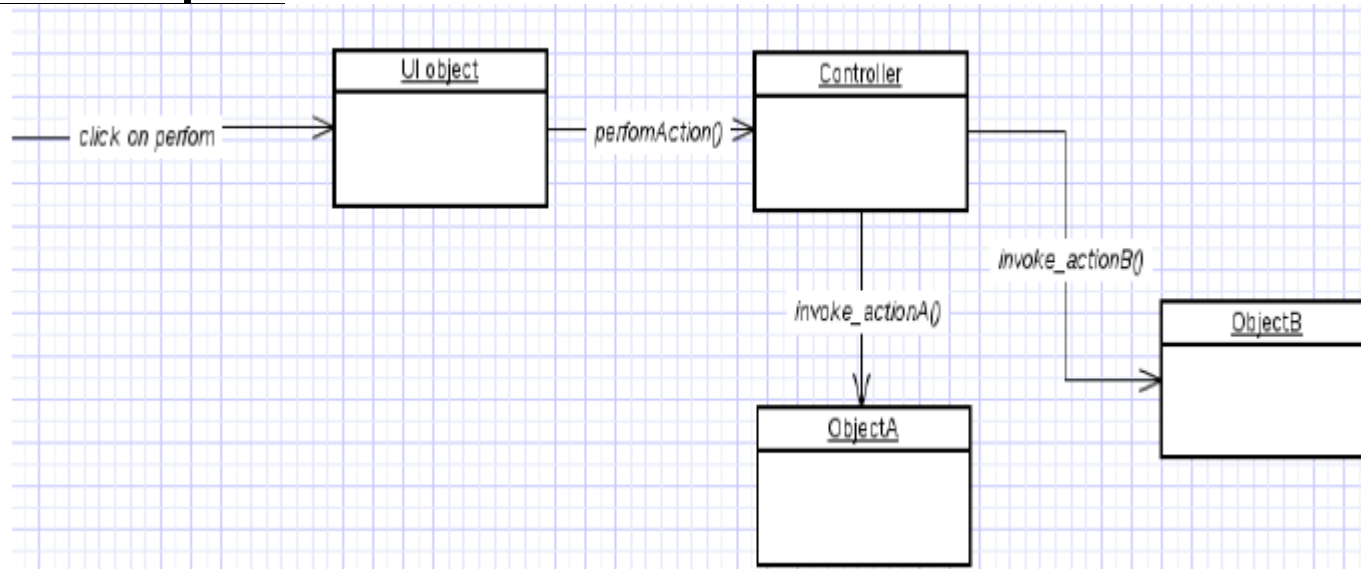 UI object
Controller
click on perfom
perfomAction()
invoke_actionB()
invoke_actionA()
ObjectB
ObjectA